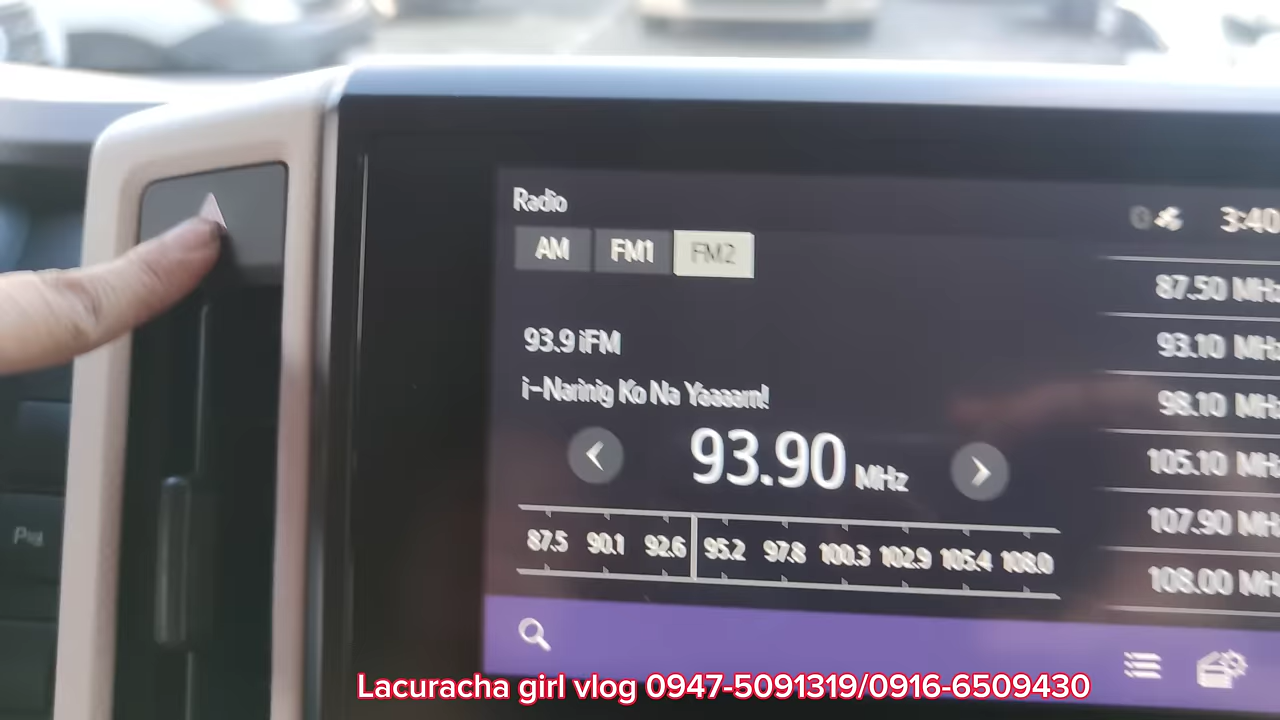 Radio
3:40
AM FM1 FM2
87.50 MHz
93.9 iFM
93.10 MHz
i-Narinig Ko Na Yaaaarn!
98.10 MHz
93.90 MHz
105.10 MHz
107.90 MHz
87.5 90.1 92.6 95.2 97.8 100.3 102.9 105.4 108.0
108.00 MHz
Lacuracha girl vlog 0947-5091319/0916-6509430